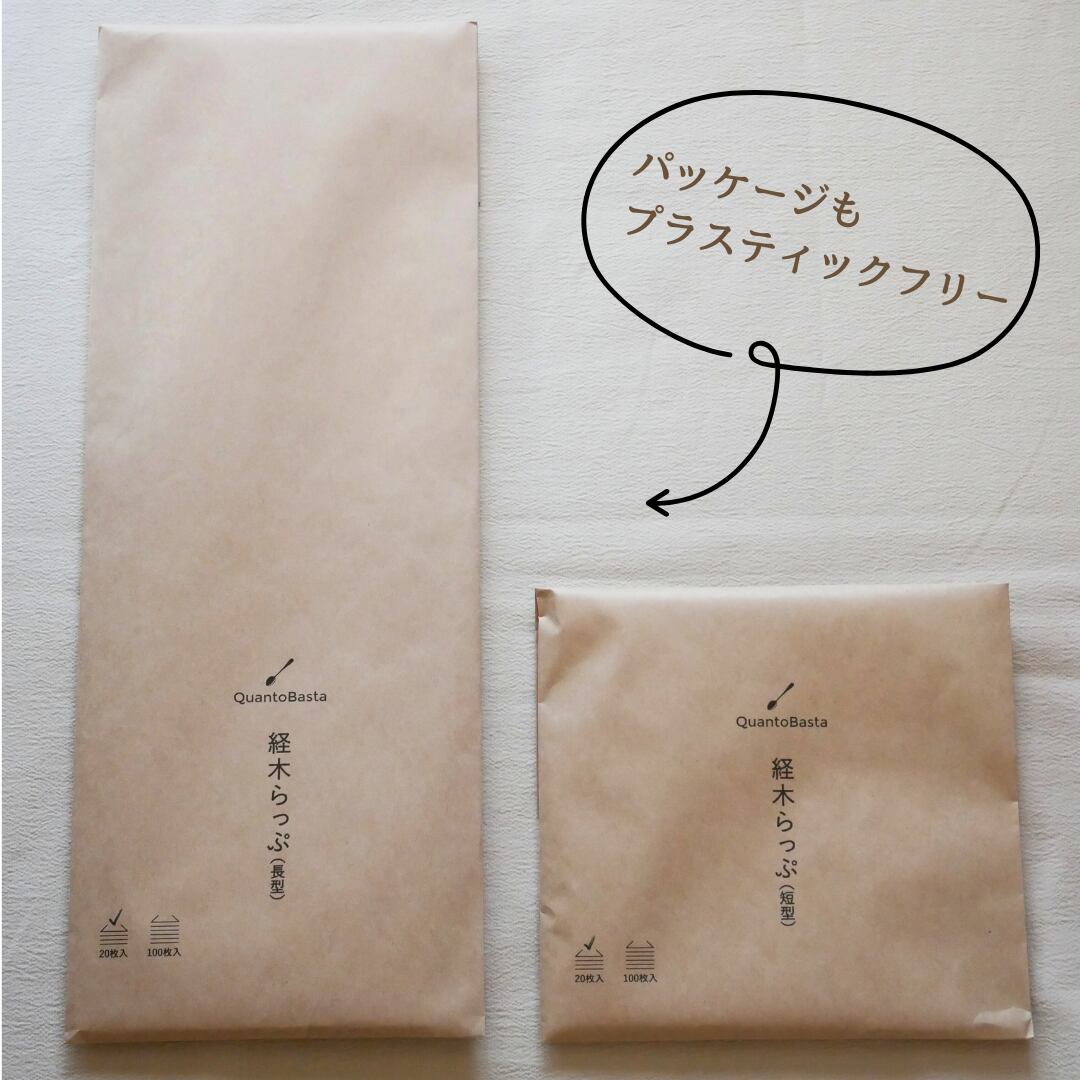 パッケージも
プラスティックフリー
QuantoBasta
経木らっぷ(長型)
20枚入
100枚入
QuantoBasta
経木らっぷ(短型)
20枚入
100枚入